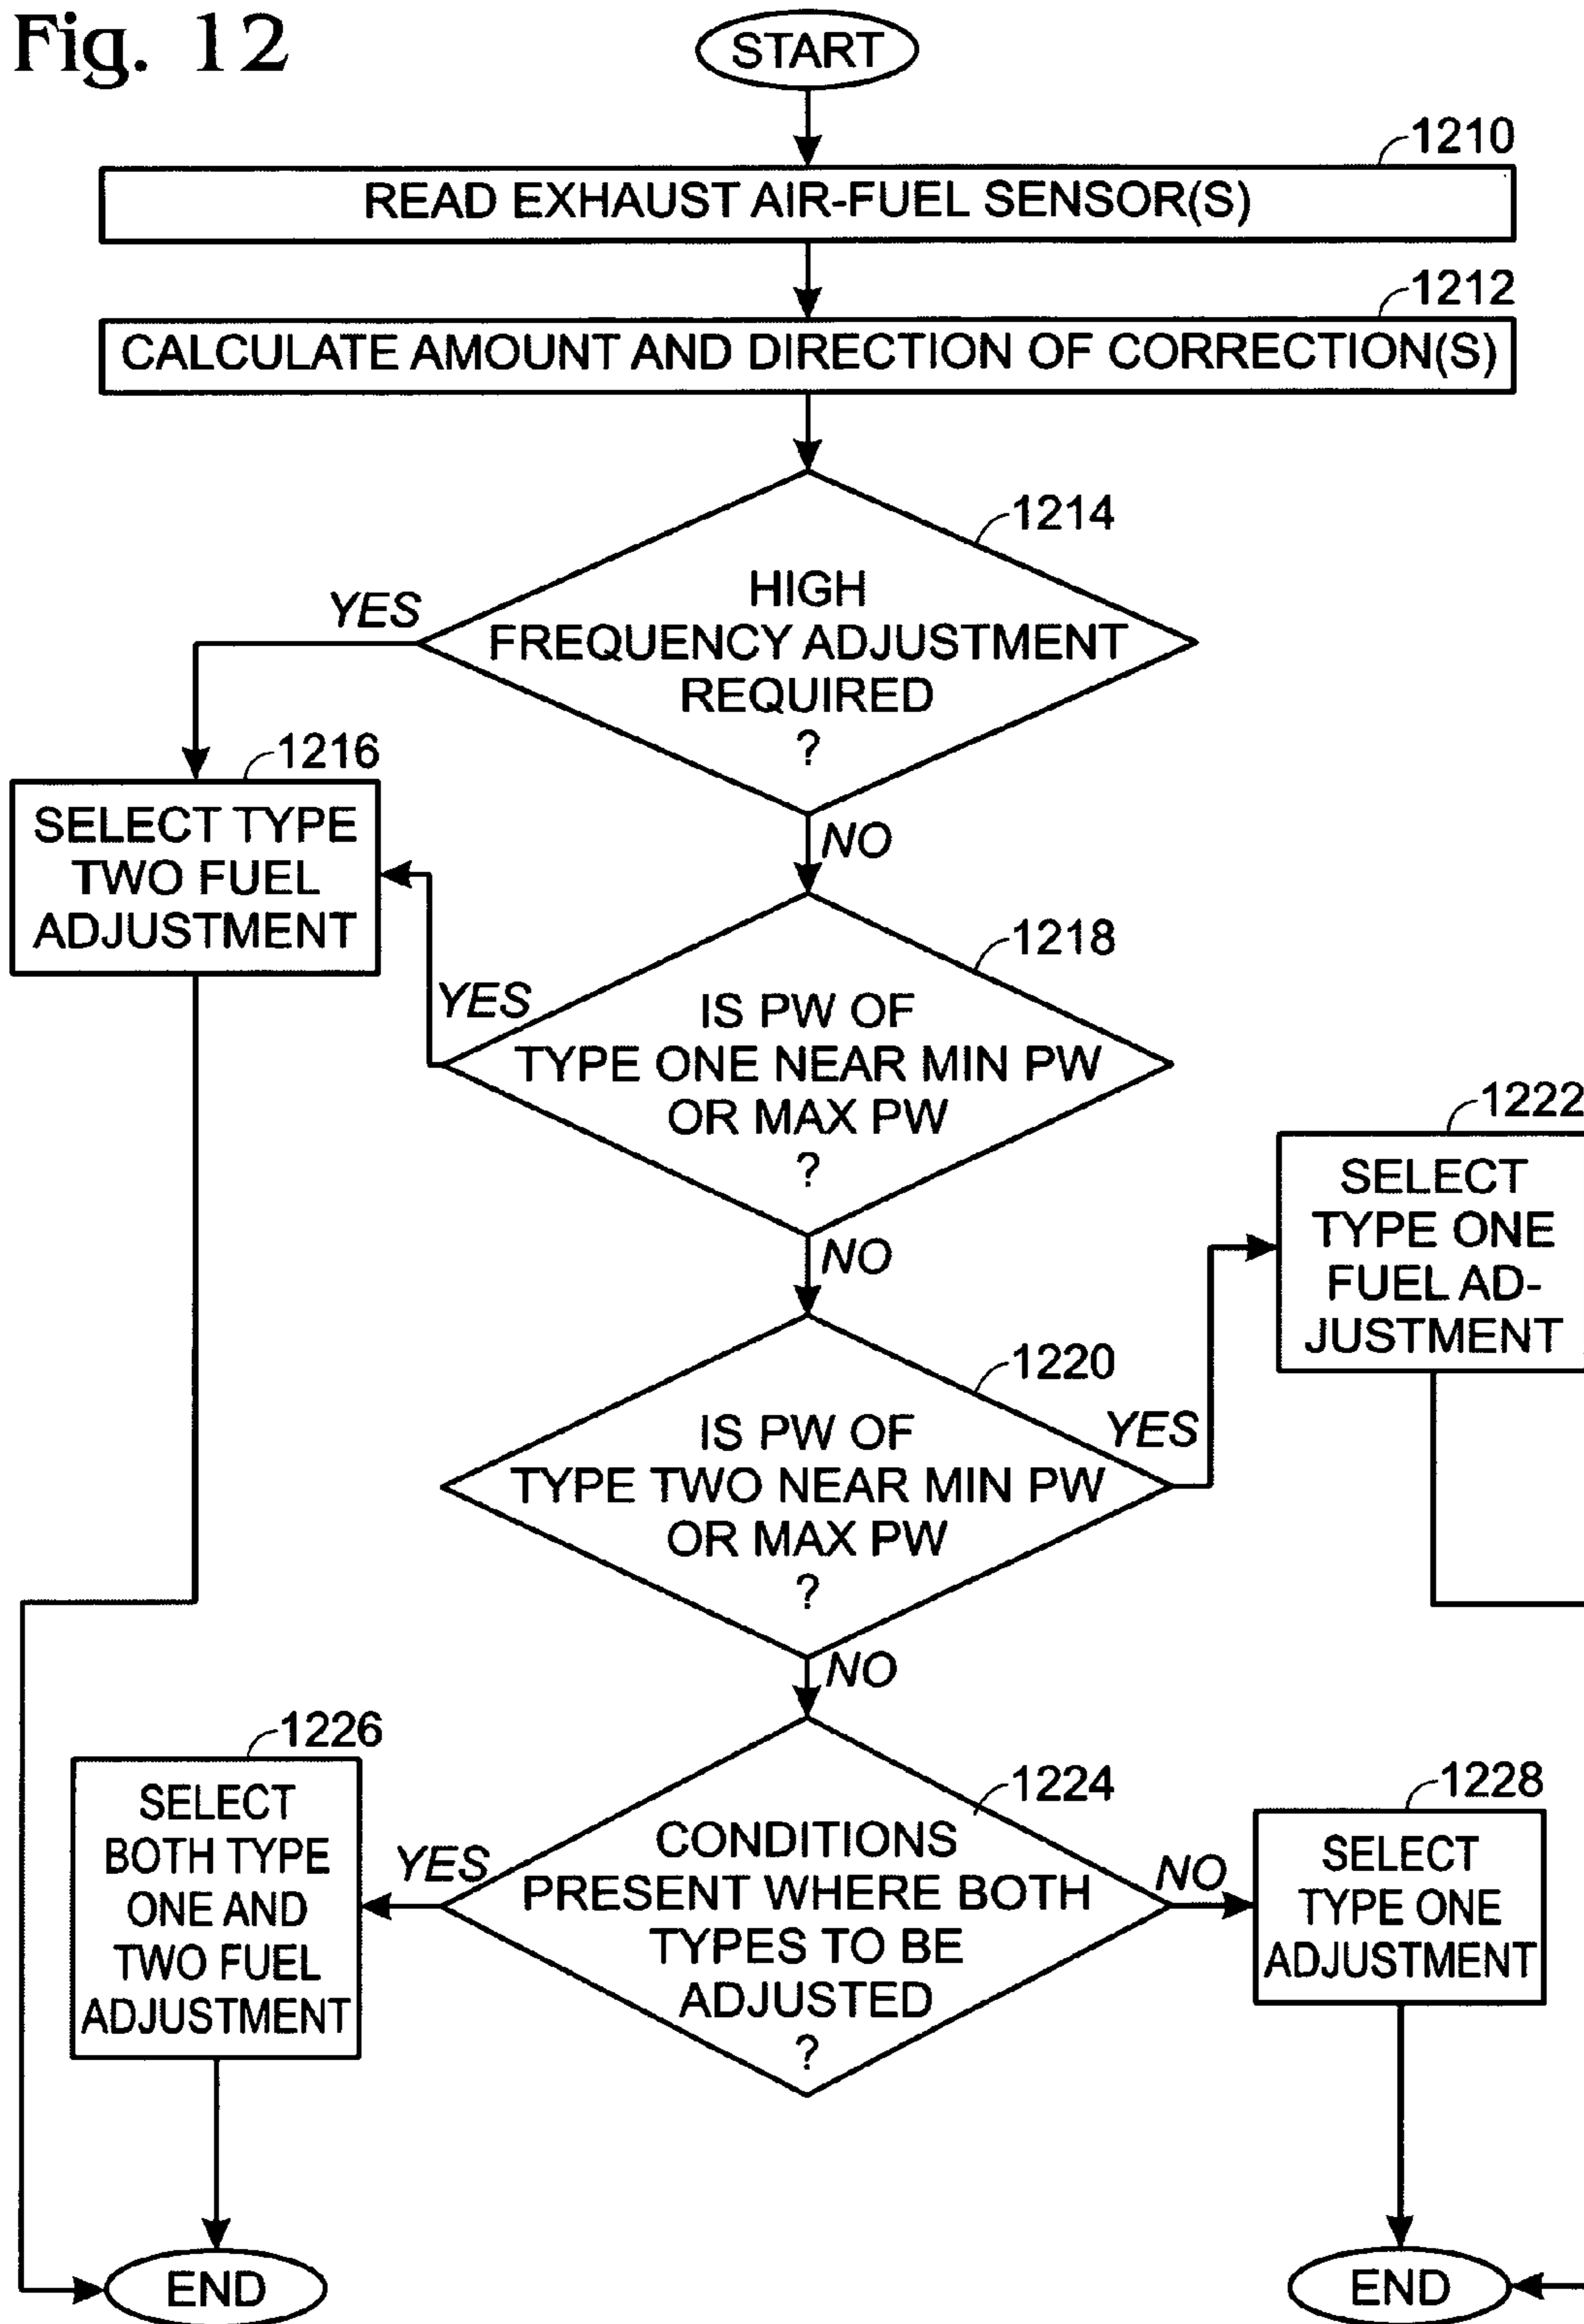 Fig. 12
START
1210
READ EXHAUST AIR-FUEL SENSOR(S)
1212
CALCULATE AMOUNT AND DIRECTION OF CORRECTION(S)
1214
HIGH
FREQUENCY ADJUSTMENT
REQUIRED
?
YES
NO
1216
SELECT TYPE
TWO FUEL
ADJUSTMENT
1218
IS PW OF
TYPE ONE NEAR MIN PW
OR MAX PW
?
YES
NO
1222
SELECT
TYPE ONE
FUEL AD-
JUSTMENT
1220
IS PW OF
TYPE TWO NEAR MIN PW
OR MAX PW
?
YES
NO
1226
SELECT
BOTH TYPE
ONE AND
TWO FUEL
ADJUSTMENT
1224
CONDITIONS
PRESENT WHERE BOTH
TYPES TO BE
ADJUSTED
?
YES
NO
1228
SELECT
TYPE ONE
ADJUSTMENT
END
END